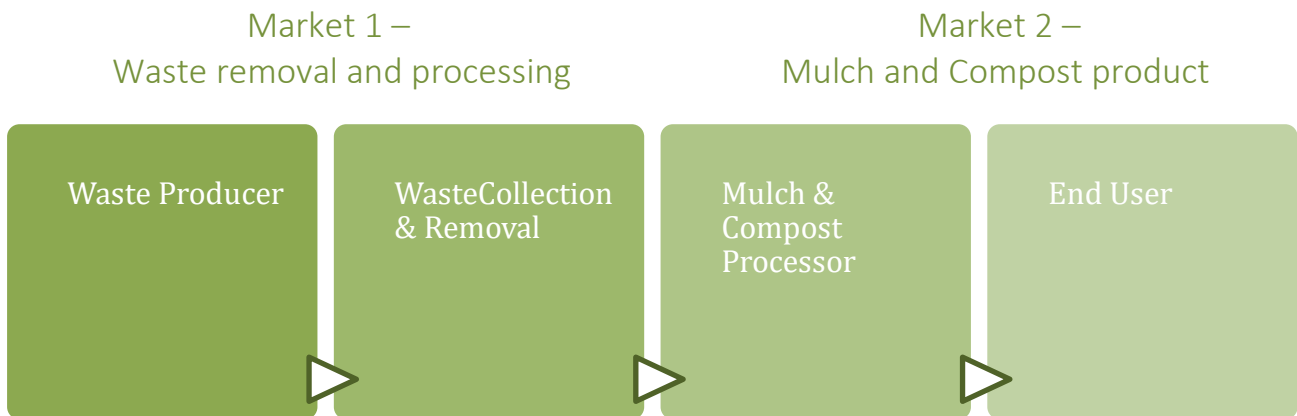 Market 1 –
Waste removal and processing
Market 2 –
Mulch and Compost product
Waste Producer
WasteCollection
& Removal
Mulch &
Compost
Processor
End User